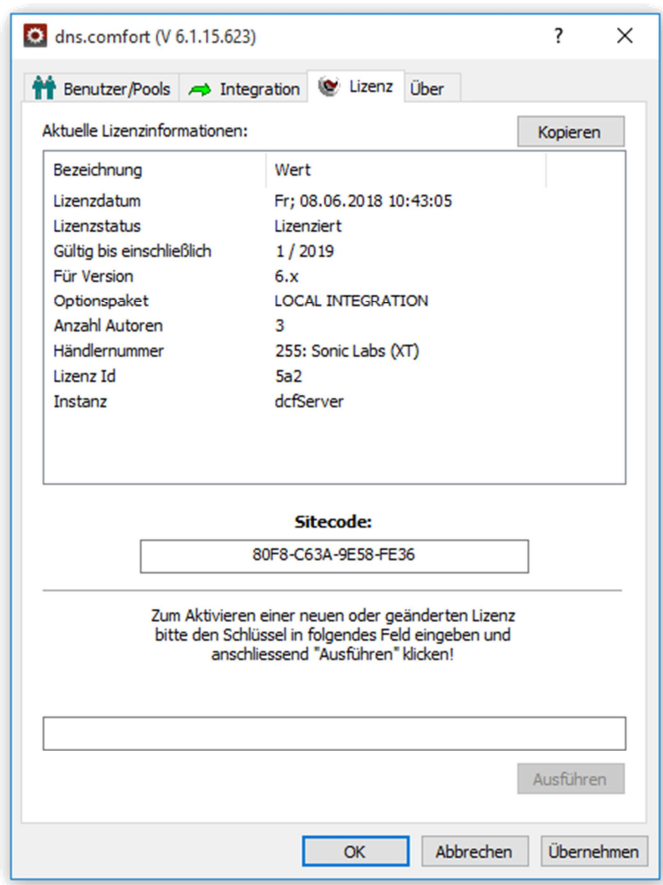 dns.comfort (V 6.1.15.623)
?
Benutzer/Pools Integration Lizenz Über
Aktuelle Lizenzinformationen: Kopieren
Bezeichnung Wert
Lizenzdatum Fr; 08.06.2018 10:43:05
Lizenzstatus Lizenziert
Gültig bis einschließlich 1 / 2019
Für Version 6.x
Optionspaket LOCAL INTEGRATION
Anzahl Autoren 3
Händlernummer 255: Sonic Labs (XT)
Lizenz Id 5a2
Instanz dcfServer
Sitecode:
80F8-C63A-9E58-FE36
Zum Aktivieren einer neuen oder geänderten Lizenz
bitte den Schlüssel in folgendes Feld eingeben und
anschliessend "Ausführen" klicken!
Ausführen
OK Abbrechen Übernehmen